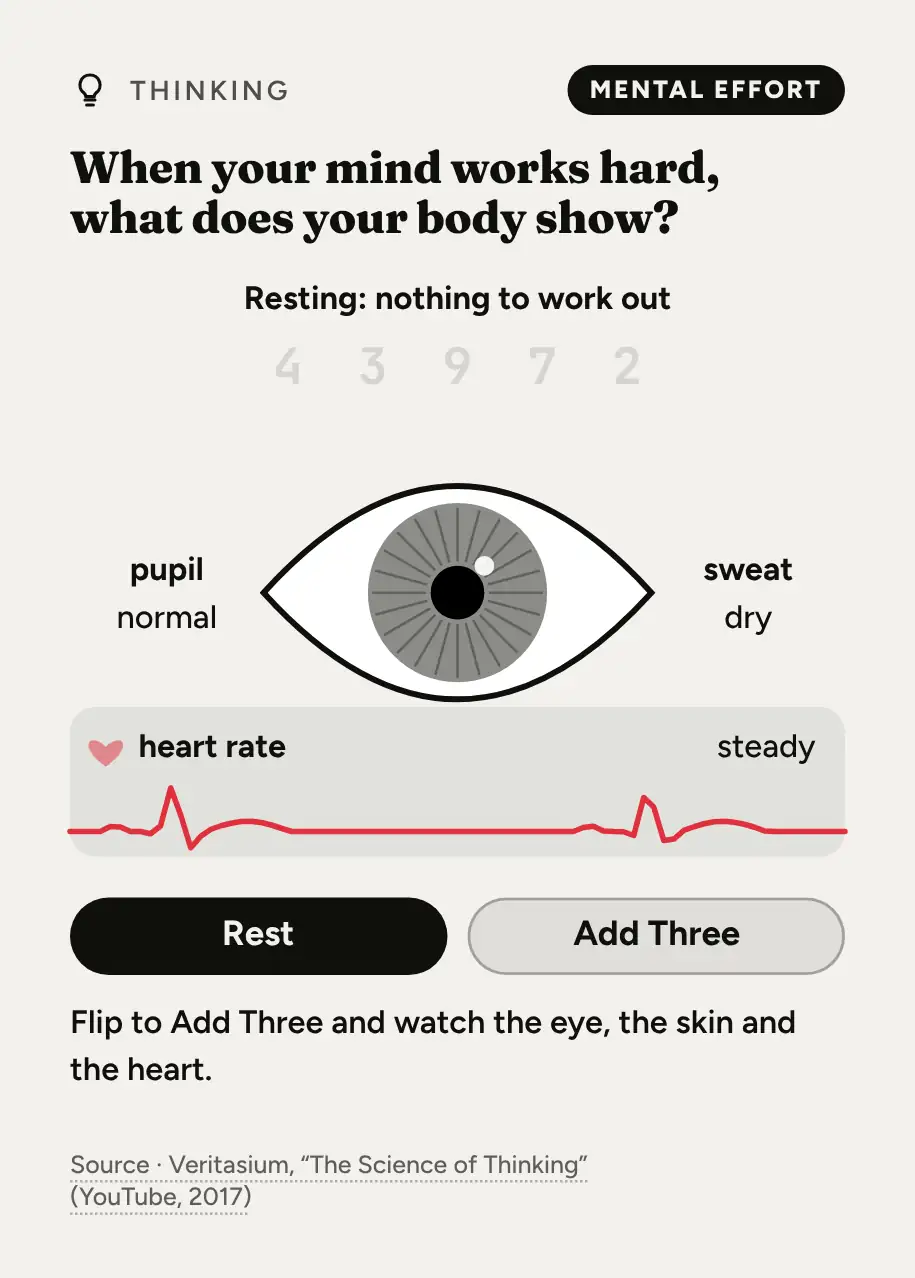 THINKING
MENTAL EFFORT
When your mind works hard,
what does your body show?
Resting: nothing to work out
4 3 9 7 2
pupil
normal
sweat
dry
heart rate
steady
Rest
Add Three
Flip to Add Three and watch the eye, the skin and
the heart.
Source · Veritasium, “The Science of Thinking”
(YouTube, 2017)